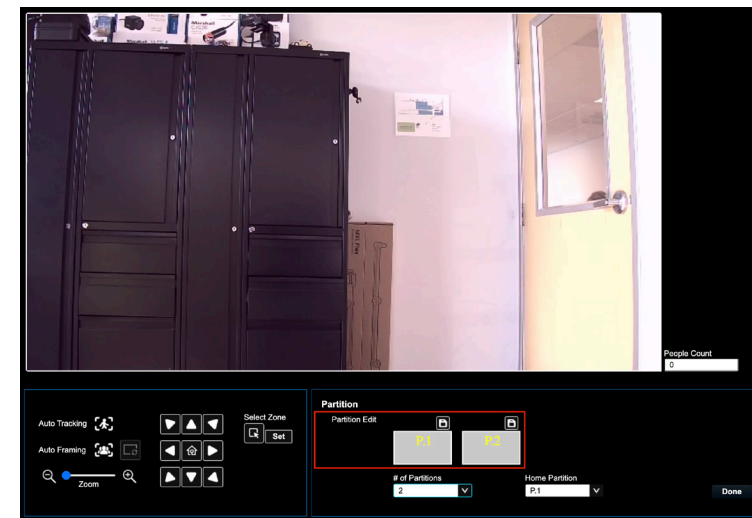 Marshall
People Count
0
Partition
Auto Tracking
Select Zone
Partition Edit
Set
P.1
P.2
Auto Framing
# of Partitions
Home Partition
Zoom
2
P.1
Done